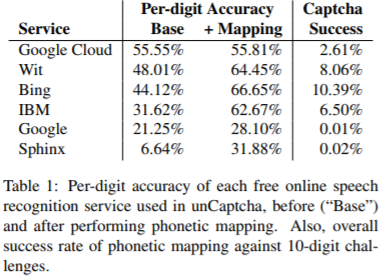 Per-digit Accuracy Captcha
Service Base + Mapping Success
Google Cloud 55.55% 55.81% 2.61%
Wit 48.01% 64.45% 8.06%
Bing 44.12% 66.65% 10.39%
IBM 31.62% 62.67% 6.50%
Google 21.25% 28.10% 0.01%
Sphinx 6.64% 31.88% 0.02%
Table 1: Per-digit accuracy of each free online speech
recognition service used in unCaptcha, before (“Base”)
and after performing phonetic mapping. Also, overall
success rate of phonetic mapping against 10-digit chal-
lenges.